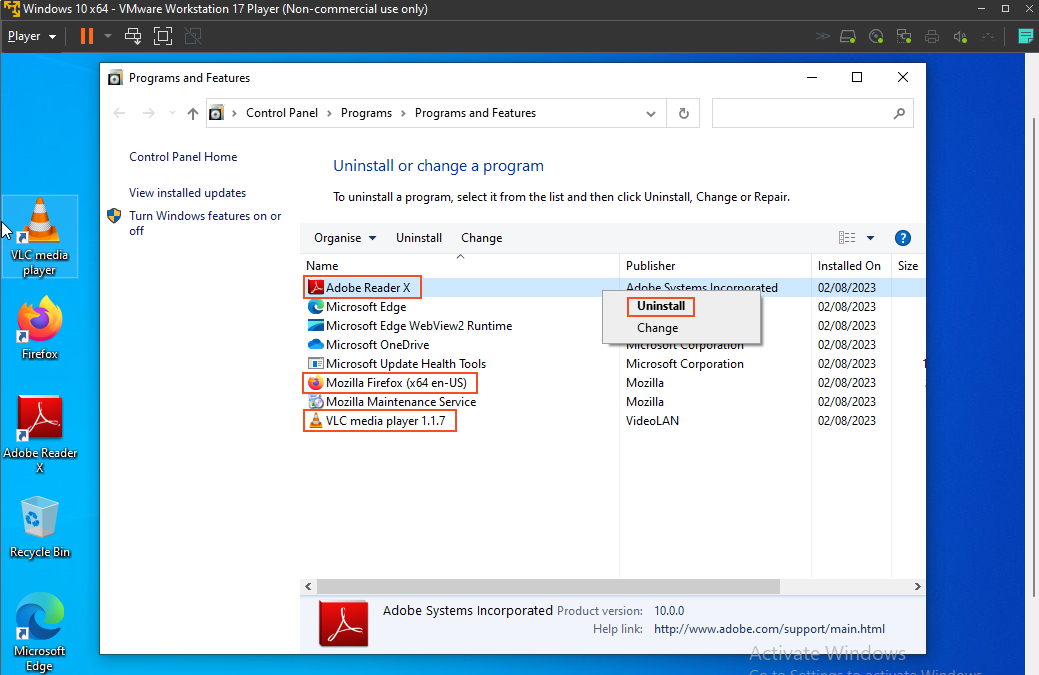 Windows 10 x64 - VMware Workstation 17 Player (Non-commercial use only)
Player
Programs and Features
Control Panel > Programs > Programs and Features
Control Panel Home
View installed updates
Turn Windows features on or
off
Uninstall or change a program
To uninstall a program, select it from the list and then click Uninstall, Change or Repair.
Organise Uninstall Change
Name Publisher Installed On Size
Adobe Reader X Adobe Systems Incorporated 02/08/2023
Microsoft Edge 02/08/2023
Microsoft Edge WebView2 Runtime 02/08/2023
Microsoft OneDrive Microsoft Corporation 02/08/2023
Microsoft Update Health Tools Microsoft Corporation 02/08/2023
Mozilla Firefox (x64 en-US) Mozilla 02/08/2023
Mozilla Maintenance Service Mozilla 02/08/2023
VLC media player 1.1.7 VideoLAN 02/08/2023
Uninstall
Change
Adobe Systems Incorporated Product version: 10.0.0
Help link: http://www.adobe.com/support/main.html
VLC media
player
Firefox
Adobe Reader
X
Recycle Bin
Microsoft
Edge
Activate Windows
Go to Settings to activate Windows.